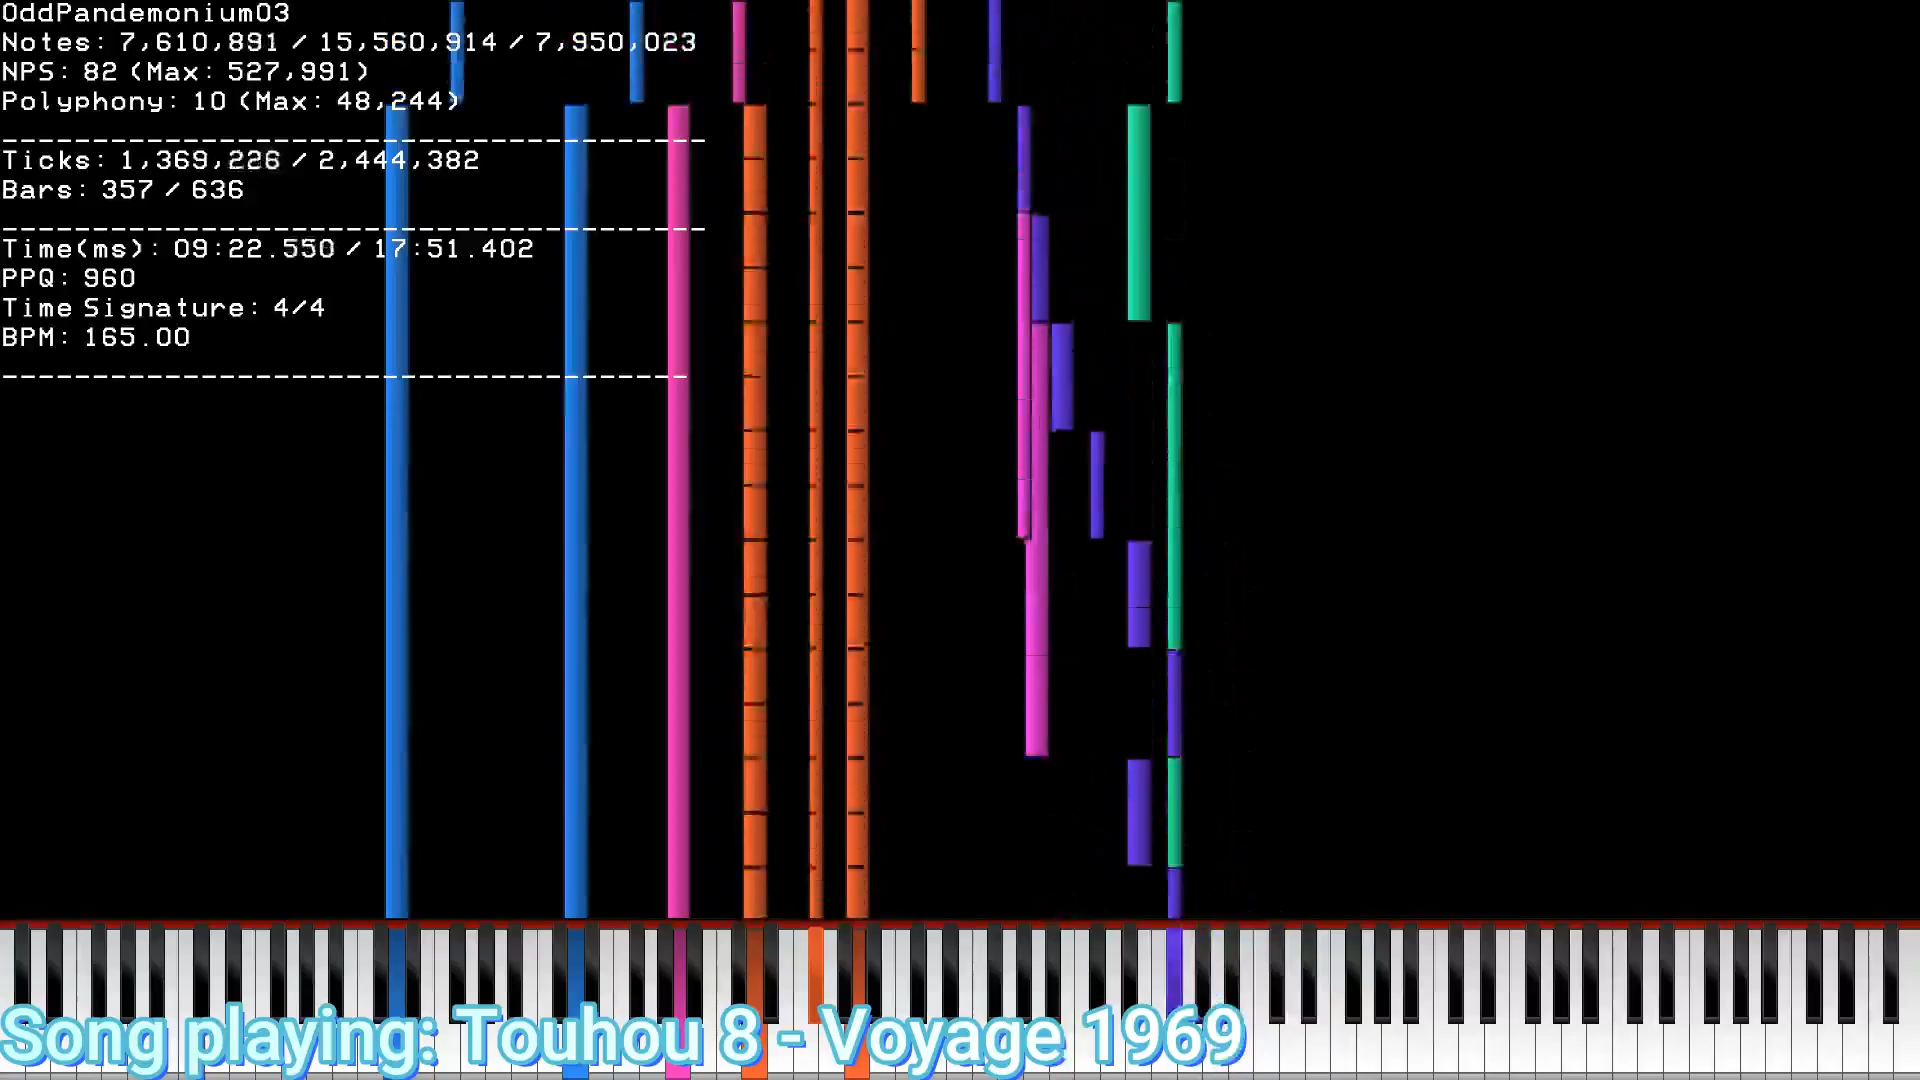 OddPandemonium03
Notes: 7,610,891 / 15,560,914 / 7,950,023
NPS: 82 (Max: 527,991)
Polyphony: 10 (Max: 48,244)
Ticks: 1,369,226 / 2,444,382
Bars: 357 / 636
Time(ms): 09:22.550 / 17:51.402
PPQ: 960
Time Signature: 4/4
BPM: 165.00
Song playing: Touhou 8 - Voyage 1969